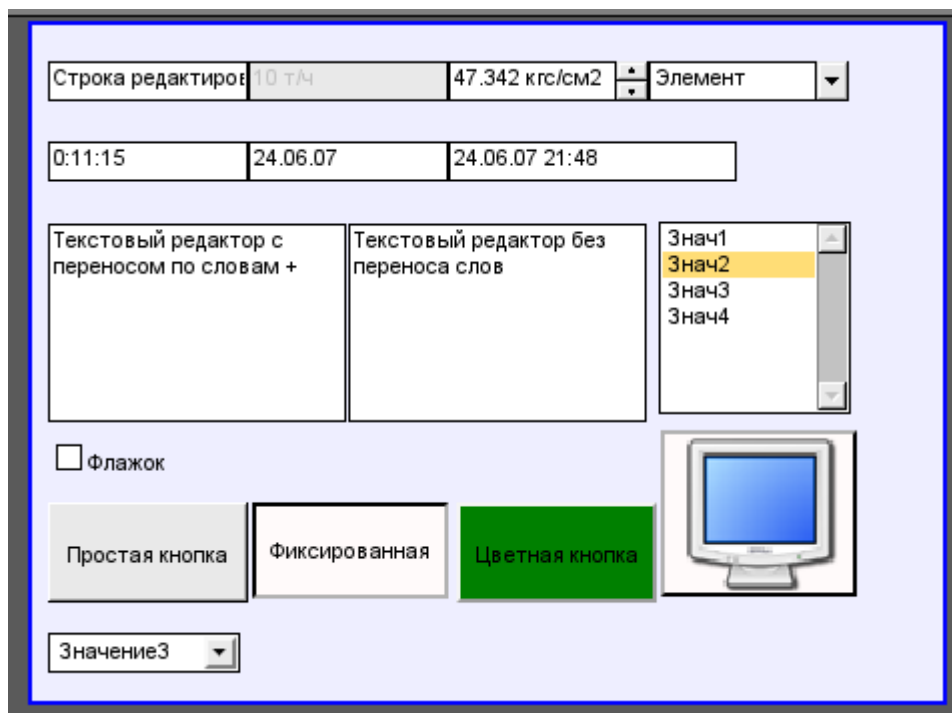 Строка редактиров
10 т/ч
47.342 кгс/см2
Элемент
0:11:15
24.06.07
24.06.07 21:48
Текстовый редактор с
переносом по словам +
Текстовый редактор без
переноса слов
Знач1
Знач2
Знач3
Знач4
Флажок
Простая кнопка
Фиксированная
Цветная кнопка
Значение3